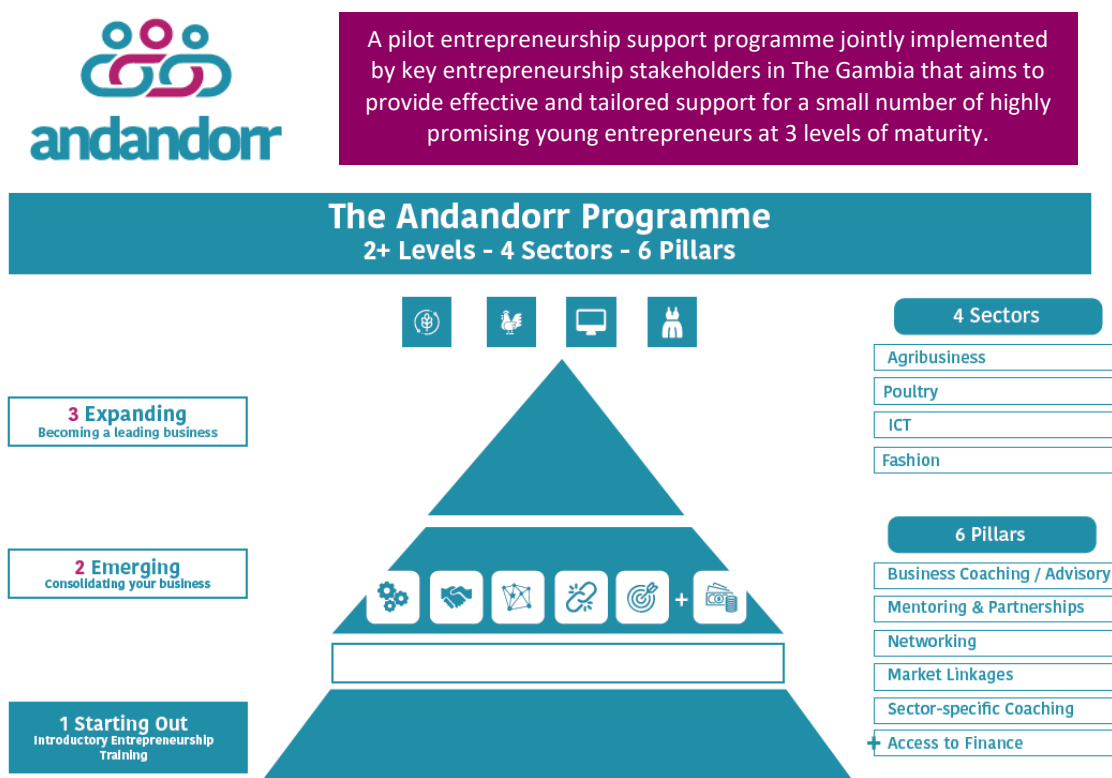 andandorr
A pilot entrepreneurship support programme jointly implemented
by key entrepreneurship stakeholders in The Gambia that aims to
provide effective and tailored support for a small number of highly
promising young entrepreneurs at 3 levels of maturity.
The Andandorr Programme
2+ Levels - 4 Sectors - 6 Pillars
3 Expanding
Becoming a leading business
2 Emerging
Consolidating your business
1 Starting Out
Introductory Entrepreneurship
Training
+
4 Sectors
Agribusiness
Poultry
ICT
Fashion
6 Pillars
Business Coaching / Advisory
Mentoring & Partnerships
Networking
Market Linkages
Sector-specific Coaching
+ Access to Finance